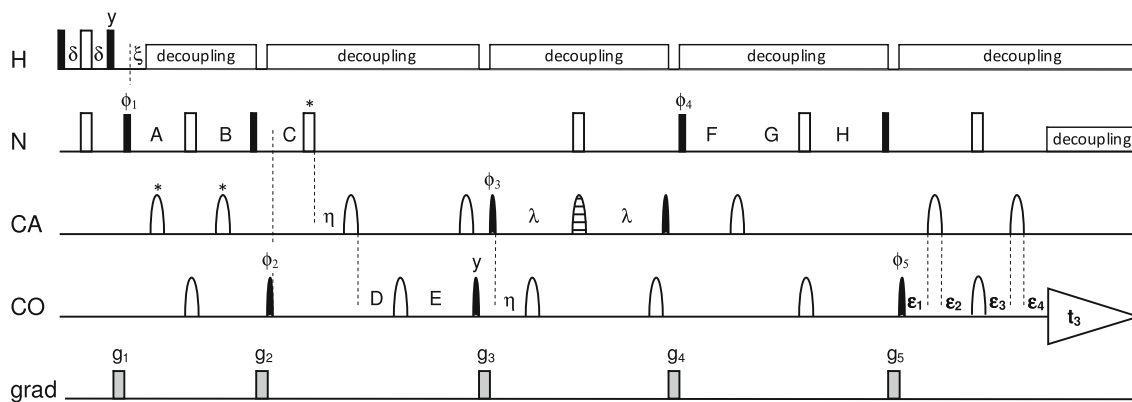 y
H δ δ ξ decoupling decoupling decoupling decoupling decoupling
ϕ1 * ϕ4
N A B C F G H decoupling
* * ϕ3
CA η λ λ
ϕ2 y ϕ5
CO D E η ε1 ε2 ε3 ε4 t3
g1 g2 g3 g4 g5
grad